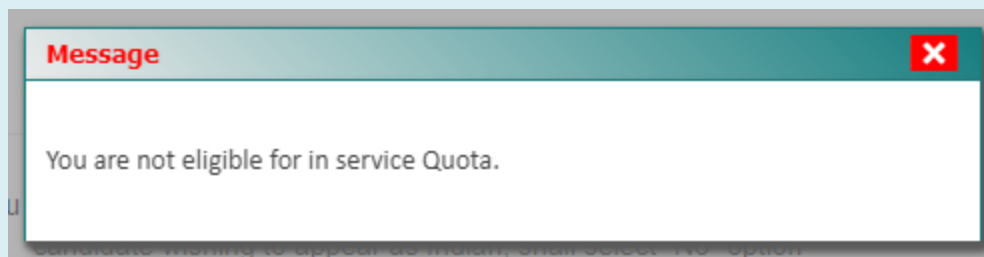 Message
You are not eligible for in service Quota.
u
candidate wishing to appear as Indian, shall select "No" option